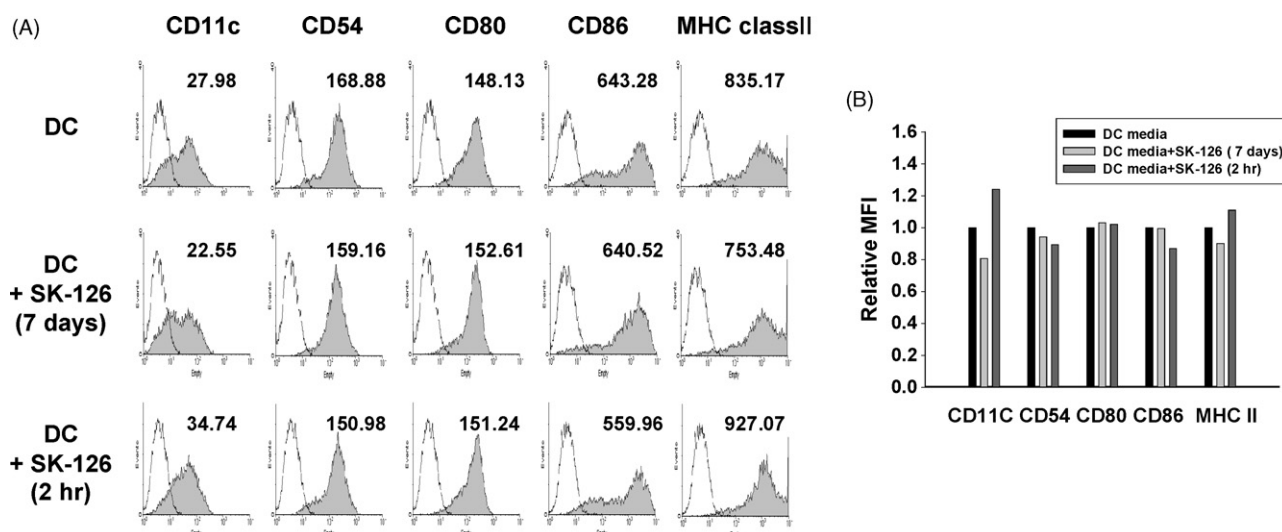 (A)
CD11c CD54 CD80 CD86 MHC classII
DC
27.98 168.88 148.13 643.28 835.17
DC
+ SK-126
(7 days)
22.55 159.16 152.61 640.52 753.48
DC
+ SK-126
(2 hr)
34.74 150.98 151.24 559.96 927.07
(B)
DC media
DC media+SK-126 ( 7 days)
DC media+SK-126 (2 hr)
Relative MFI
1.6
1.4
1.2
1.0
0.8
0.6
0.4
0.2
0.0
CD11C CD54 CD80 CD86 MHC II